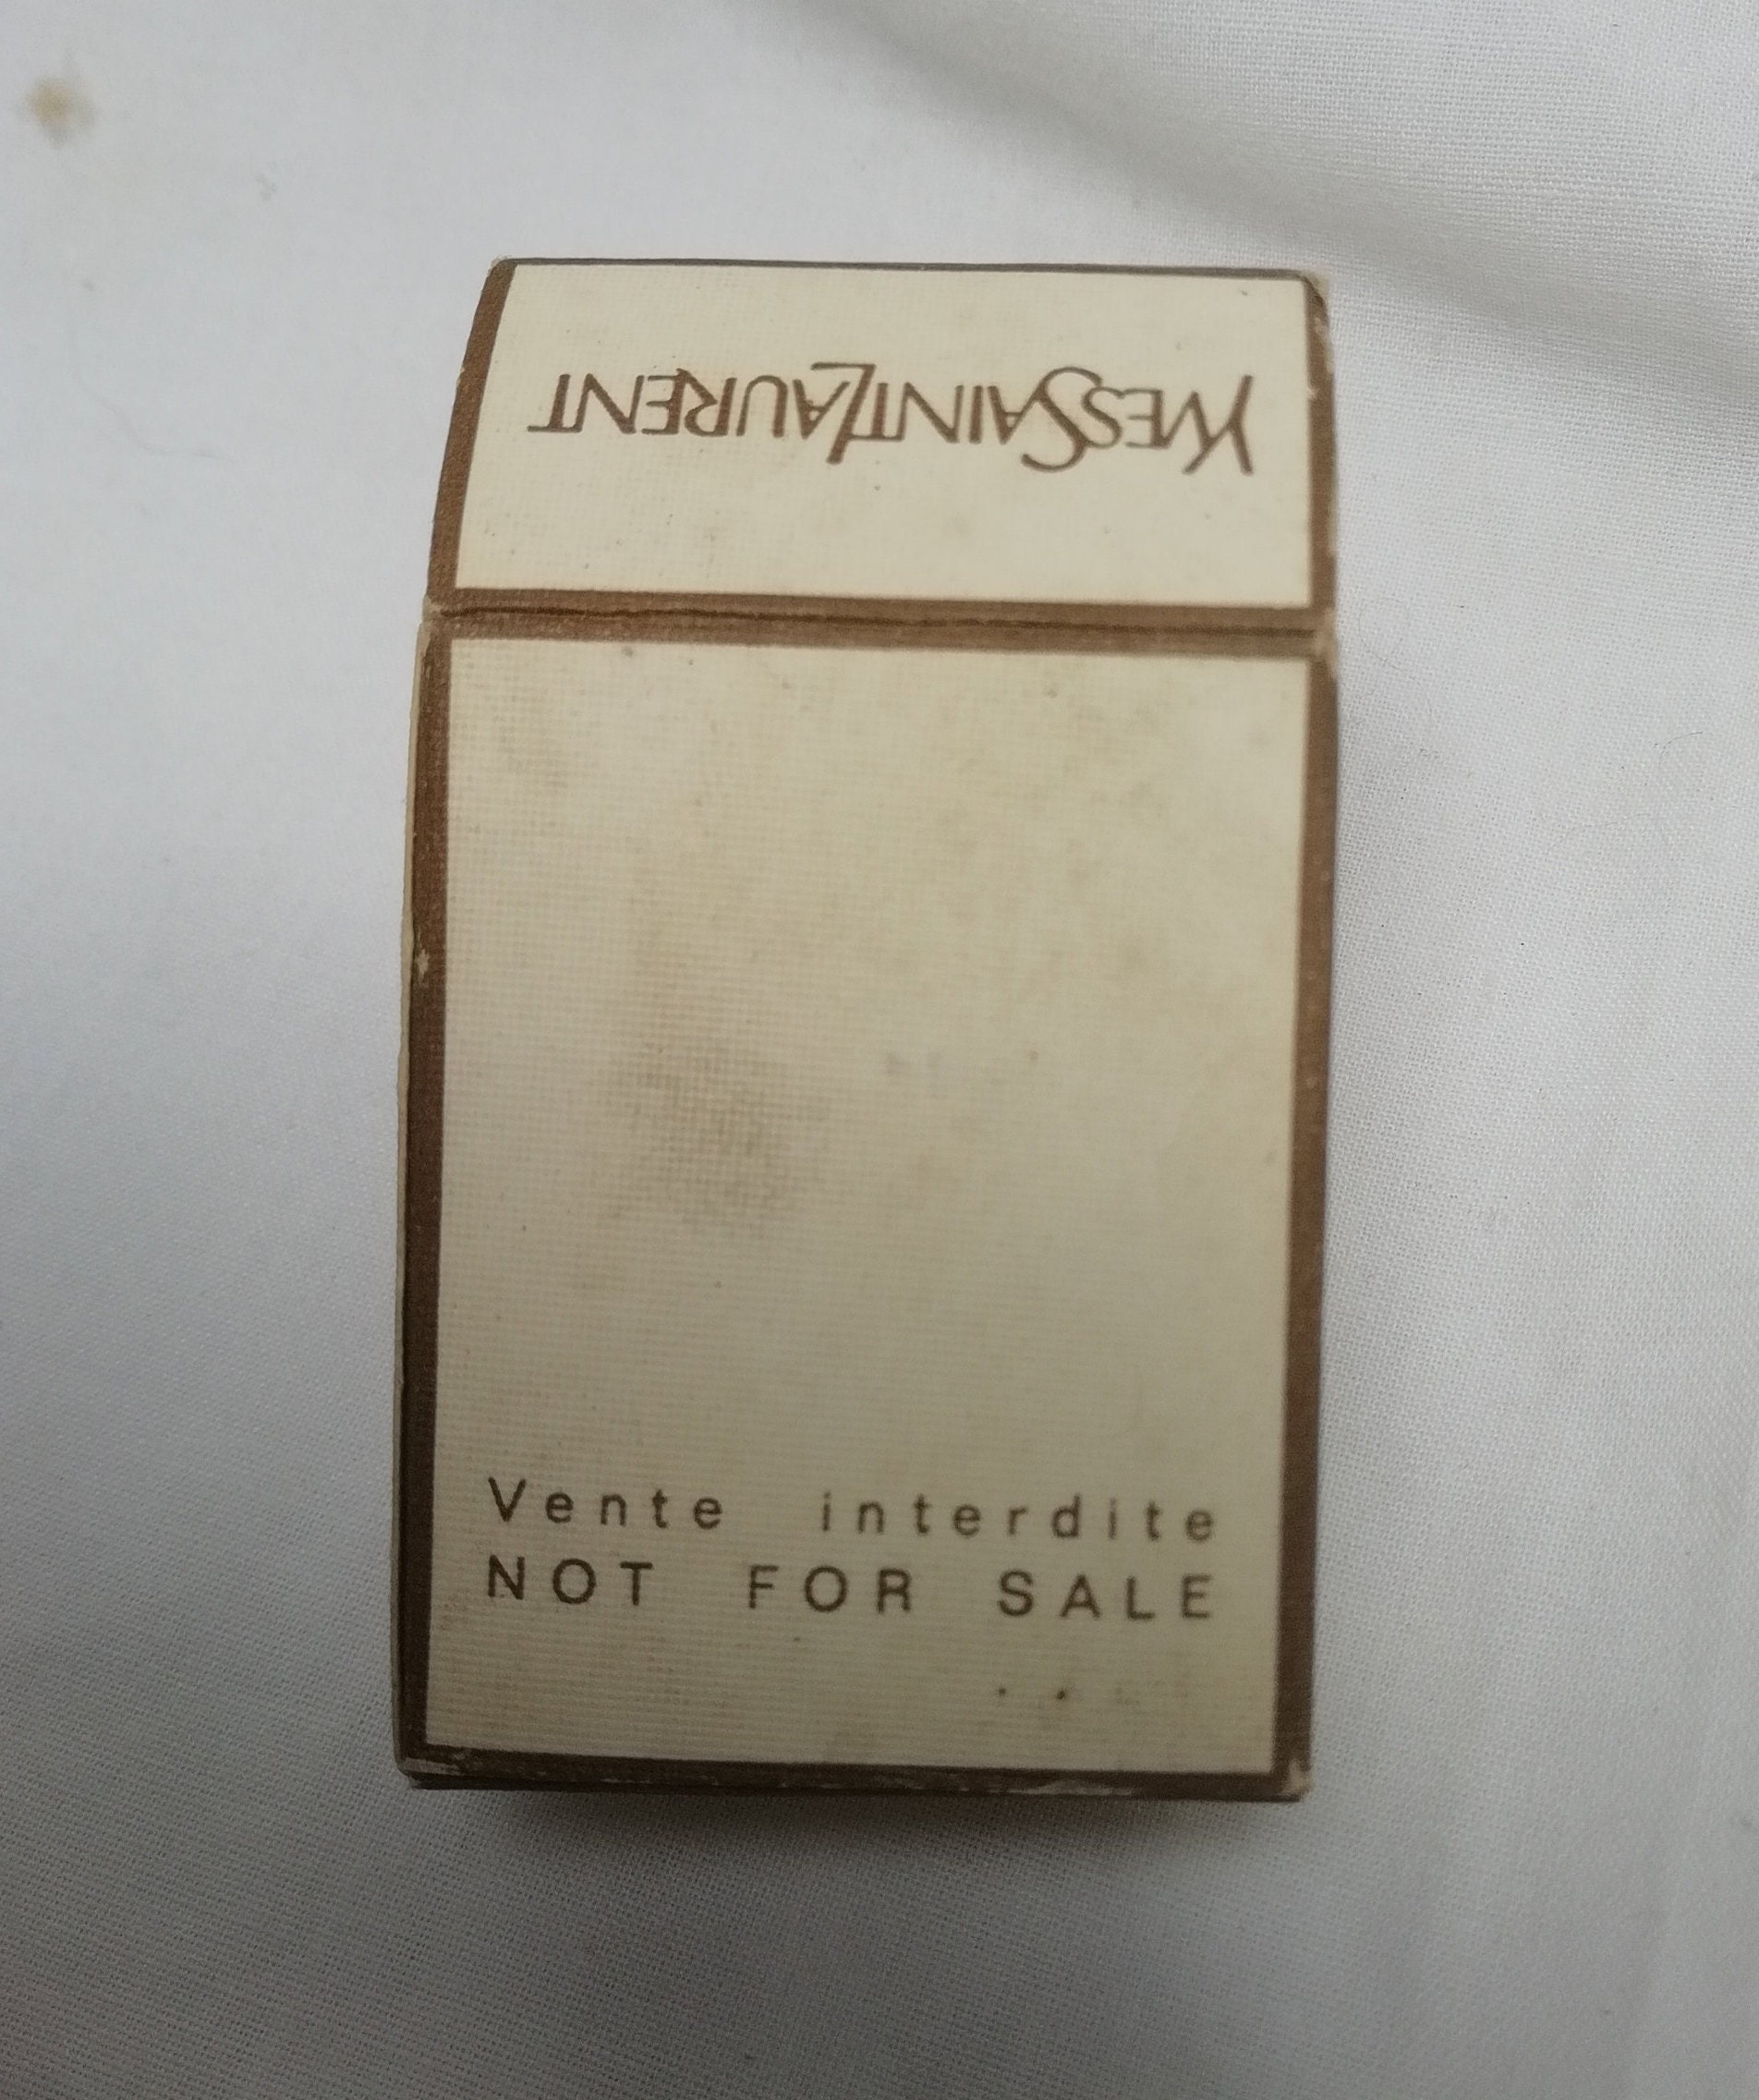 YVESSAINTLAURENT
Vente interdite
NOT FOR SALE